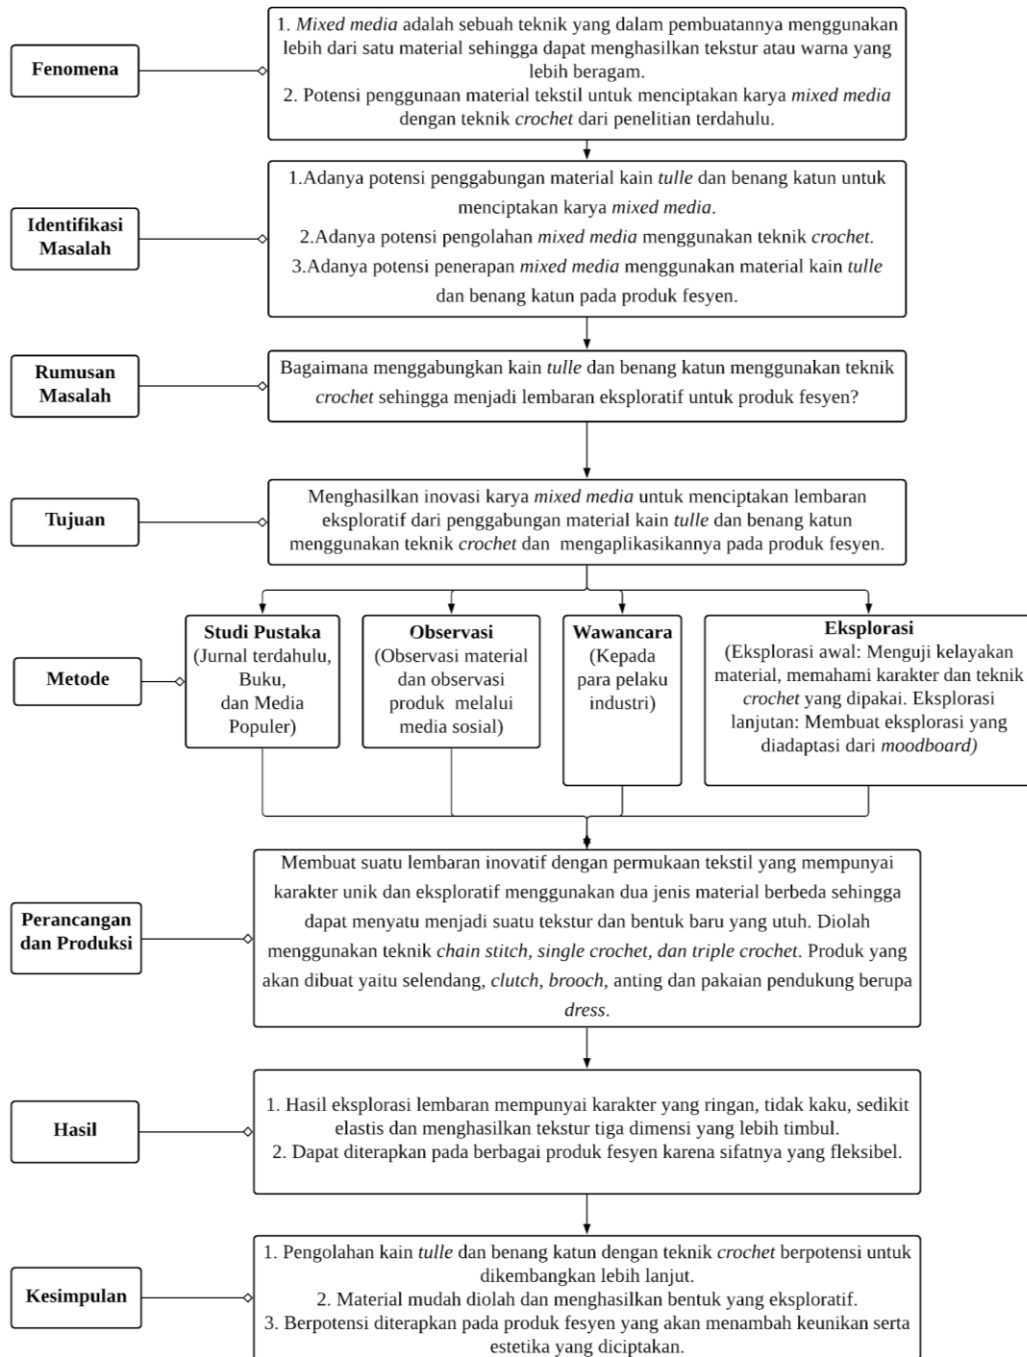 Fenomena
1. Mixed media adalah sebuah teknik yang dalam pembuatannya menggunakan
lebih dari satu material sehingga dapat menghasilkan tekstur atau warna yang
lebih beragam.
2. Potensi penggunaan material tekstil untuk menciptakan karya mixed media
dengan teknik crochet dari penelitian terdahulu.
Identifikasi
Masalah
1.Adanya potensi penggabungan material kain tulle dan benang katun untuk
menciptakan karya mixed media.
2.Adanya potensi pengolahan mixed media menggunakan teknik crochet.
3.Adanya potensi penerapan mixed media menggunakan material kain tulle
dan benang katun pada produk fesyen.
Rumusan
Masalah
Bagaimana menggabungkan kain tulle dan benang katun menggunakan teknik
crochet sehingga menjadi lembaran eksploratif untuk produk fesyen?
Tujuan
Menghasilkan inovasi karya mixed media untuk menciptakan lembaran
eksploratif dari penggabungan material kain tulle dan benang katun
menggunakan teknik crochet dan mengaplikasikannya pada produk fesyen.
Metode
Studi Pustaka
(Jurnal terdahulu,
Buku,
dan Media
Populer)
Observasi
(Observasi material
dan observasi
produk melalui
media sosial)
Wawancara
(Kepada
para pelaku
industri)
Eksplorasi
(Eksplorasi awal: Menguji kelayakan
material, memahami karakter dan teknik
crochet yang dipakai. Eksplorasi
lanjutan: Membuat eksplorasi yang
diadaptasi dari moodboard)
Perancangan
dan Produksi
Membuat suatu lembaran inovatif dengan permukaan tekstil yang mempunyai
karakter unik dan eksploratif menggunakan dua jenis material berbeda sehingga
dapat menyatu menjadi suatu tekstur dan bentuk baru yang utuh. Diolah
menggunakan teknik chain stitch, single crochet, dan triple crochet. Produk yang
akan dibuat yaitu selendang, clutch, brooch, anting dan pakaian pendukung berupa
dress.
Hasil
1. Hasil eksplorasi lembaran mempunyai karakter yang ringan, tidak kaku, sedikit
elastis dan menghasilkan tekstur tiga dimensi yang lebih timbul.
2. Dapat diterapkan pada berbagai produk fesyen karena sifatnya yang fleksibel.
Kesimpulan
1. Pengolahan kain tulle dan benang katun dengan teknik crochet berpotensi untuk
dikembangkan lebih lanjut.
2. Material mudah diolah dan menghasilkan bentuk yang eksploratif.
3. Berpotensi diterapkan pada produk fesyen yang akan menambah keunikan serta
estetika yang diciptakan.